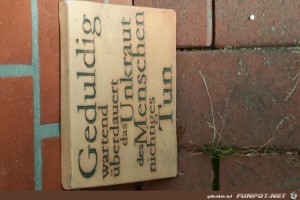 Geduldig
wartend
überdauert
das Unkraut
des Menschen
nichtiges
Tun
gefunden auf FUNPOT.NET